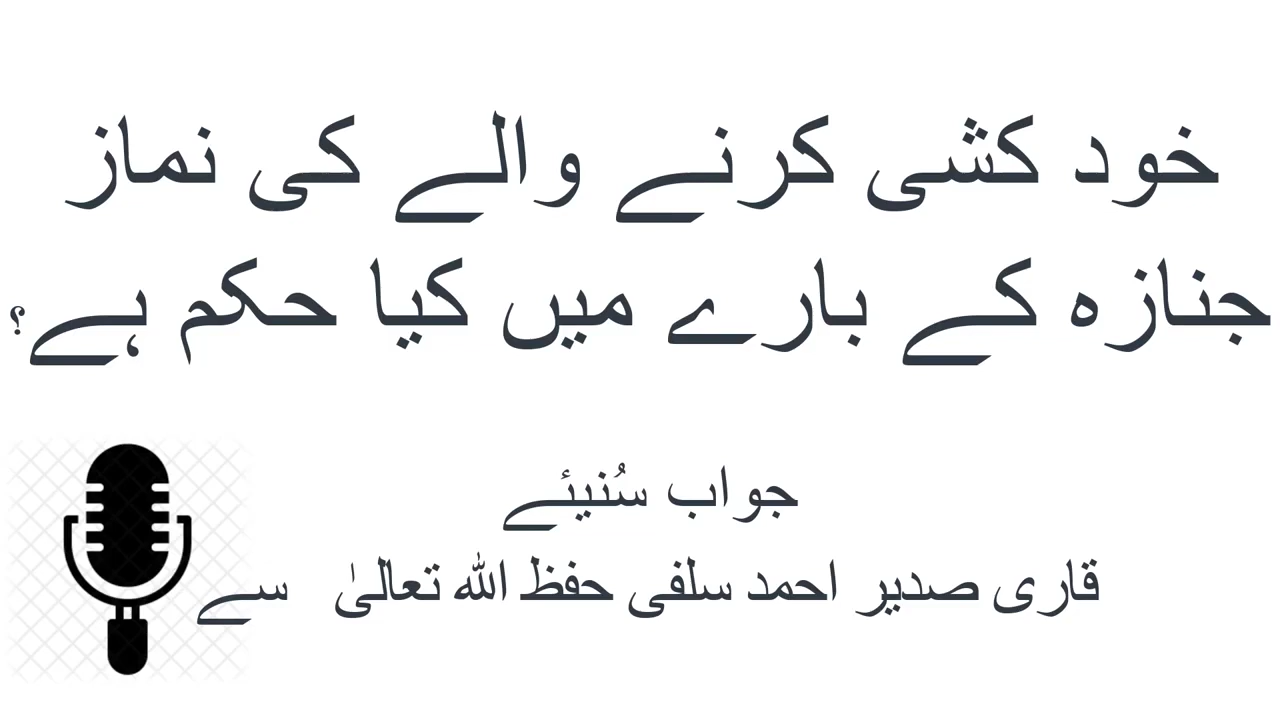 خود کشی کرنے والے کی نماز
جنازہ کے بارے میں کیا حکم ہے؟
جواب سُنیئے
قاری صدیر احمد سلفی حفظ اللہ تعالیٰ سے